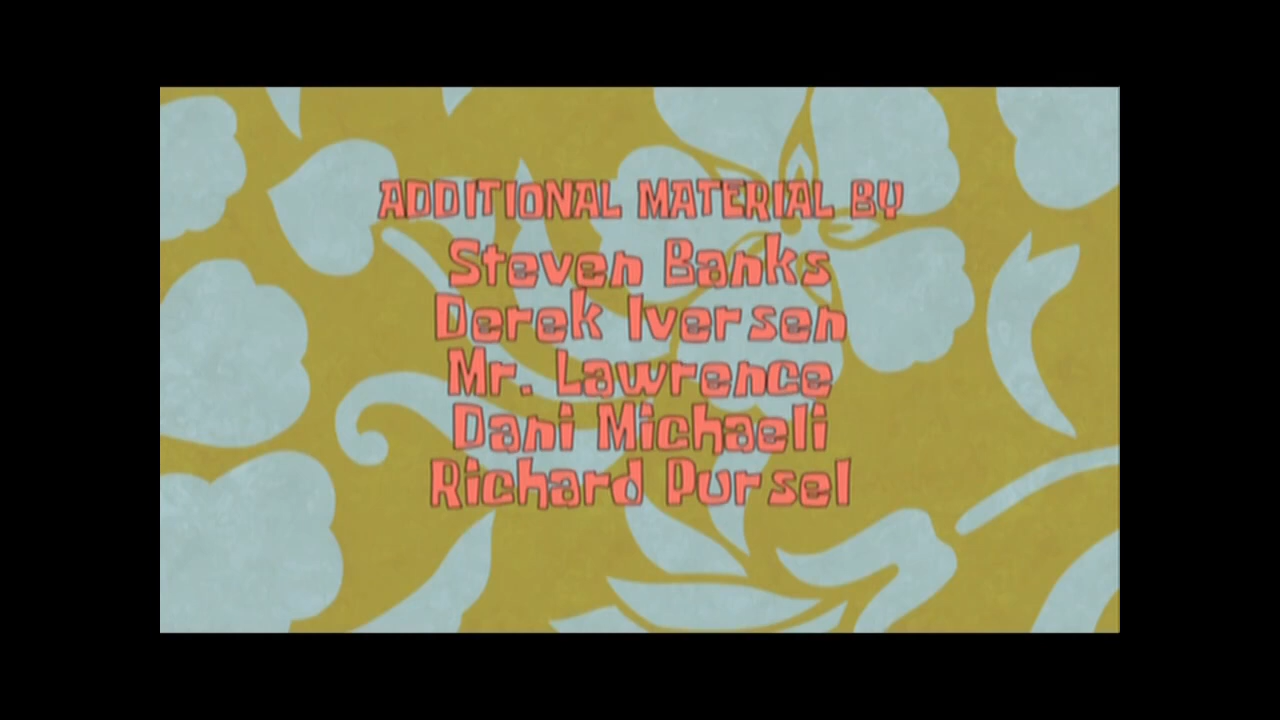 ADDITIONAL MATERIAL BY
Steven Banks
Derek Iversen
Mr. Lawrence
Dani Michaeli
Richard Pursel